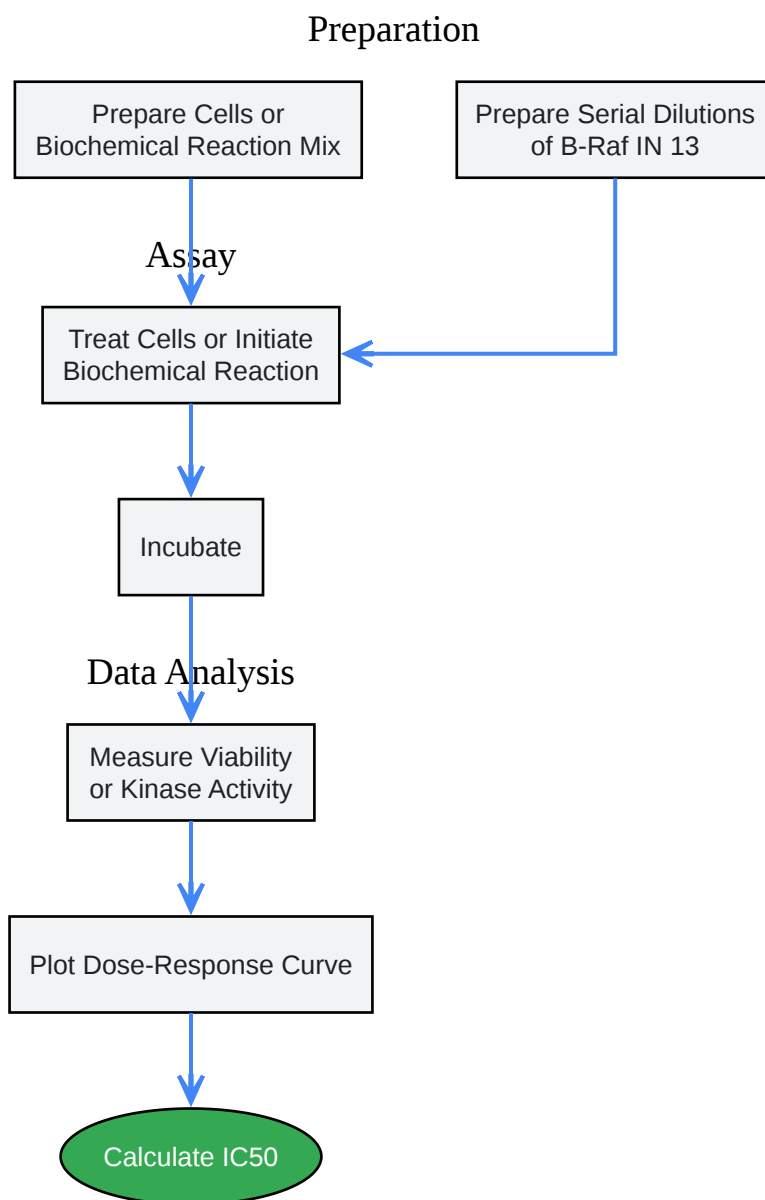 Preparation
Prepare Cells or
Biochemical Reaction Mix
Prepare Serial Dilutions
of B-Raf IN 13
Assay
Treat Cells or Initiate
Biochemical Reaction
Incubate
Data Analysis
Measure Viability
or Kinase Activity
Plot Dose-Response Curve
Calculate IC50